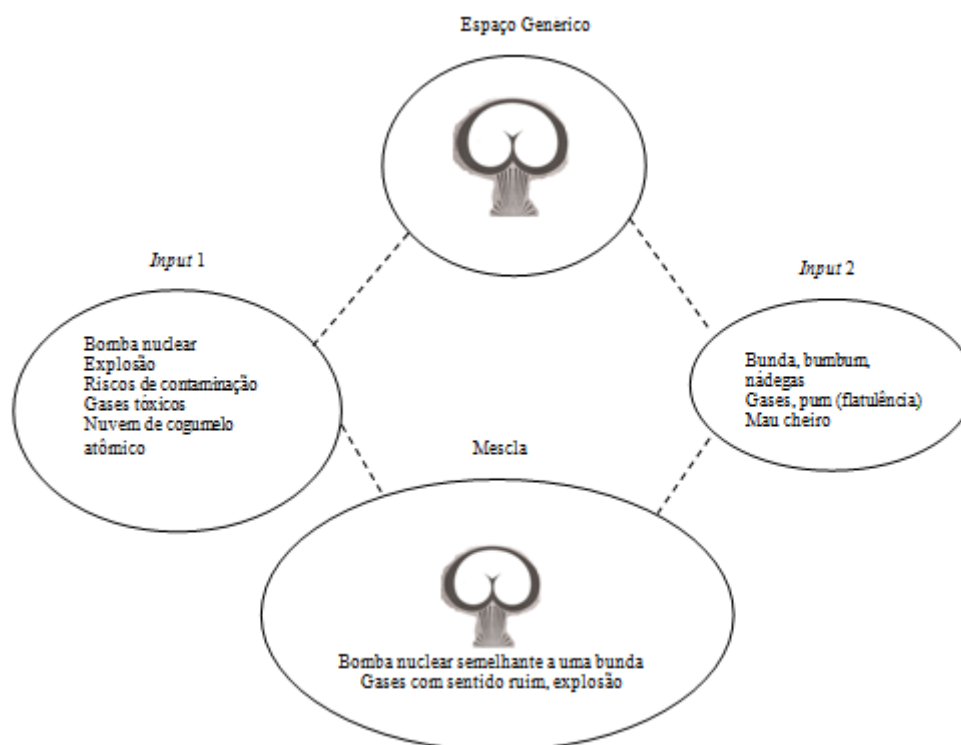 Espaço Generico
Input 1
Input 2
Bomba nuclear
Explosão
Riscos de contaminação
Gases tóxicos
Nuvem de cogumelo
atômico
Bunda, bumbum,
nádegas
Gases, pum (flatulência)
Mau cheiro
Mescla
Bomba nuclear semelhante a uma bunda
Gases com sentido ruim, explosão